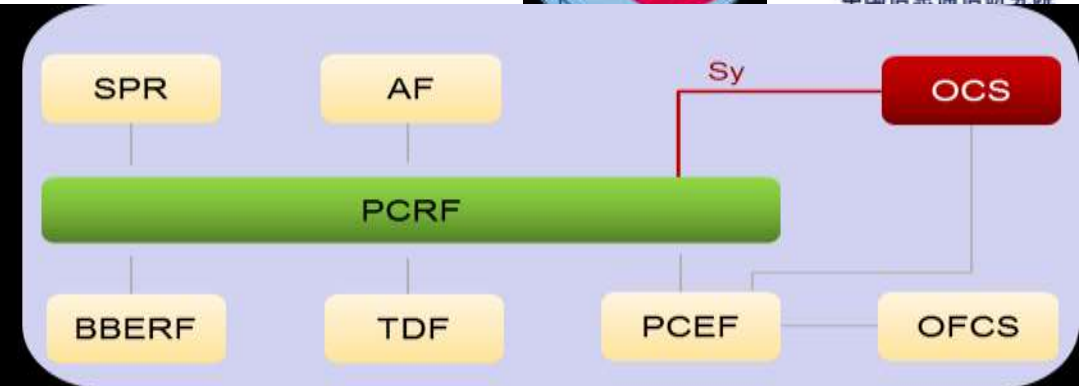 SPR
AF
Sy
OCS
PCRF
BBERF
TDF
PCEF
OFCS